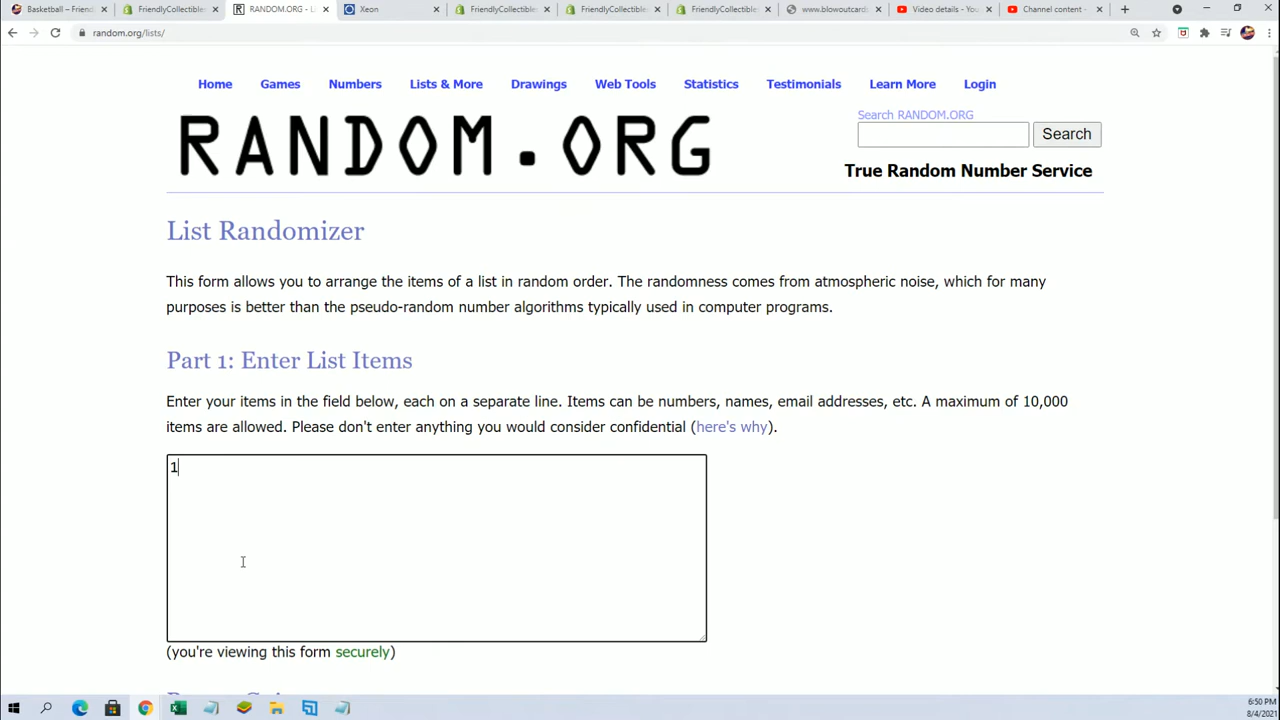 Basketball – Friend
FriendlyCollectibles
RANDOM.ORG - L
Xeon
FriendlyCollectibles
FriendlyCollectibles
FriendlyCollectibles
www.blowoutcards
Video details - You
Channel content -
random.org/lists/
Home Games Numbers Lists & More Drawings Web Tools Statistics Testimonials Learn More Login
RANDOM.ORG
Search RANDOM.ORG
Search
True Random Number Service
List Randomizer
This form allows you to arrange the items of a list in random order. The randomness comes from atmospheric noise, which for many
purposes is better than the pseudo-random number algorithms typically used in computer programs.
Part 1: Enter List Items
Enter your items in the field below, each on a separate line. Items can be numbers, names, email addresses, etc. A maximum of 10,000
items are allowed. Please don't enter anything you would consider confidential (here's why).
1
(you're viewing this form securely)
6:50 PM
8/4/2021